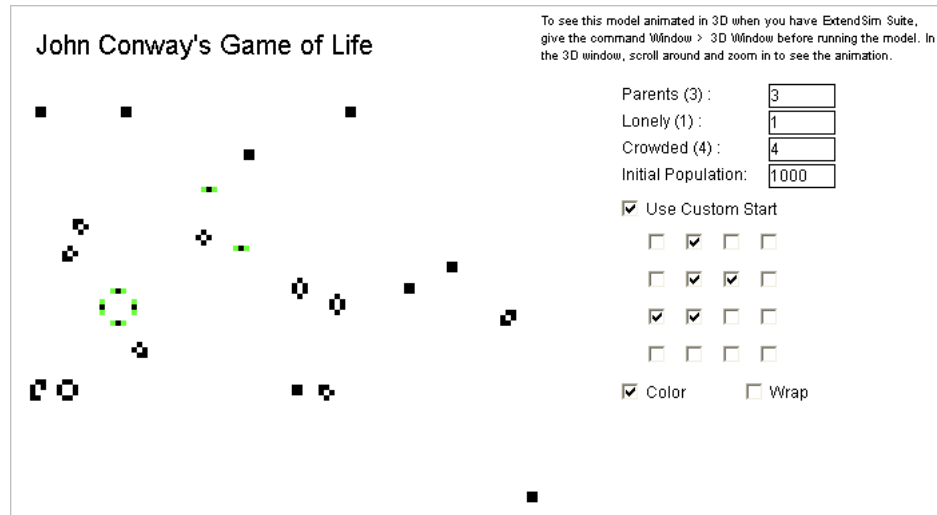 To see this model animated in 3D when you have ExtendSim Suite,
give the command Window > 3D Window before running the model. In
the 3D window, scroll around and zoom in to see the animation.
John Conway's Game of Life
Parents (3) : 3
Lonely (1) : 1
Crowded (4) : 4
Initial Population: 1000
Use Custom Start
Color Wrap